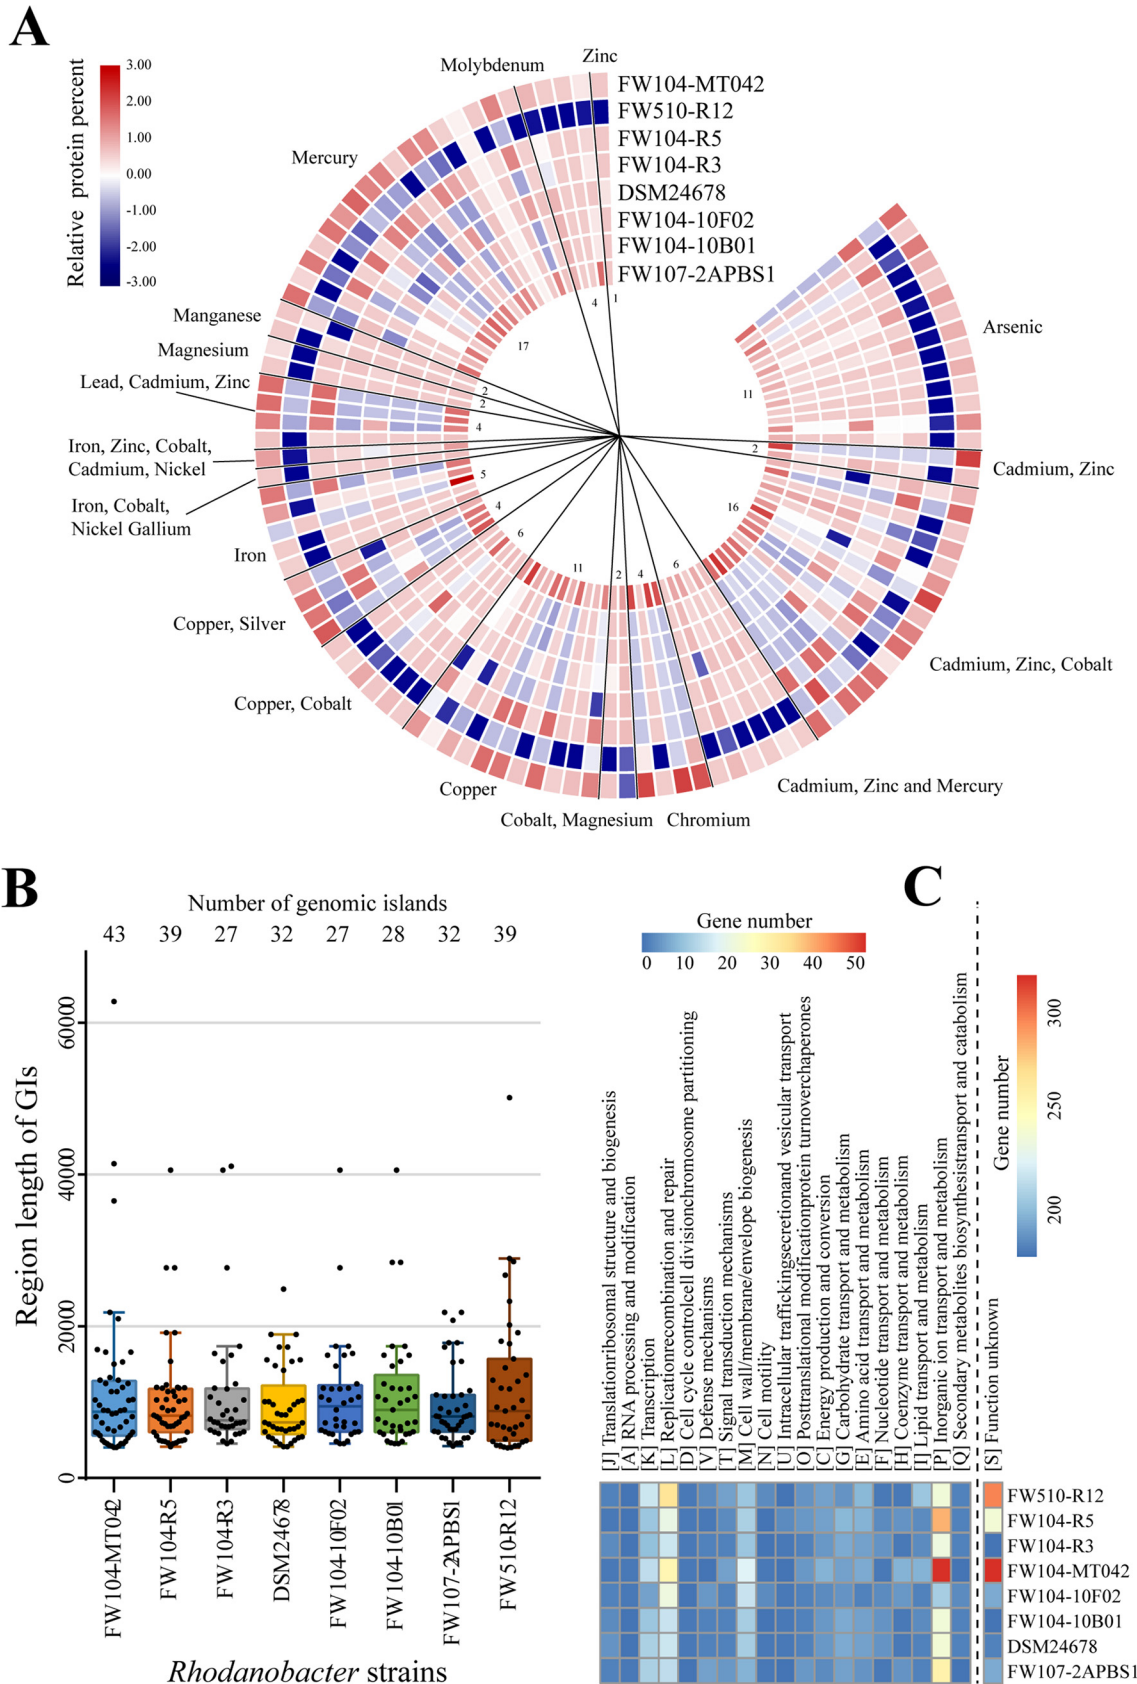 A
Relative protein percent
3.00
2.00
1.00
0.00
-1.00
-2.00
-3.00
Zinc
Molybdenum
Mercury
Manganese
Magnesium
Lead, Cadmium, Zinc
Iron, Zinc, Cobalt,
Cadmium, Nickel
Iron, Cobalt,
Nickel Gallium
Iron
Copper, Silver
Copper, Cobalt
Copper
Cobalt, Magnesium
Chromium
Cadmium, Zinc and Mercury
Cadmium, Zinc, Cobalt
Cadmium, Zinc
Arsenic
FW104-MT042
FW510-R12
FW104-R5
FW104-R3
DSM24678
FW104-10F02
FW104-10B01
FW107-2APBS1
4
1
17
2
2
4
5
4
6
11
2
4
6
16
2
11
B
Number of genomic islands
43 39 27 32 27 28 32 39
Region length of GIs
60000
40000
20000
0
FW104-MT042
FW104-R5
FW104-R3
DSM24678
FW104-10F02
FW104-10B01
FW107-2APBS1
FW510-R12
Rhodanobacter strains
C
Gene number
0 10 20 30 40 50
Gene number
300
250
200
[J] Translationribosomal structure and biogenesis
[A] RNA processing and modification
[K] Transcription
[L] Replicationrecombination and repair
[D] Cell cycle controlcell divisionchromosome partitioning
[V] Defense mechanisms
[T] Signal transduction mechanisms
[M] Cell wall/membrane/envelope biogenesis
[N] Cell motility
[U] Intracellular traffickingsecretionand vesicular transport
[O] Posttranslational modificationprotein turnoverchaperones
[C] Energy production and conversion
[G] Carbohydrate transport and metabolism
[E] Amino acid transport and metabolism
[F] Nucleotide transport and metabolism
[H] Coenzyme transport and metabolism
[I] Lipid transport and metabolism
[P] Inorganic ion transport and metabolism
[Q] Secondary metabolites biosynthesistransport and catabolism
[S] Function unknown
FW510-R12
FW104-R5
FW104-R3
FW104-MT042
FW104-10F02
FW104-10B01
DSM24678
FW107-2APBS1